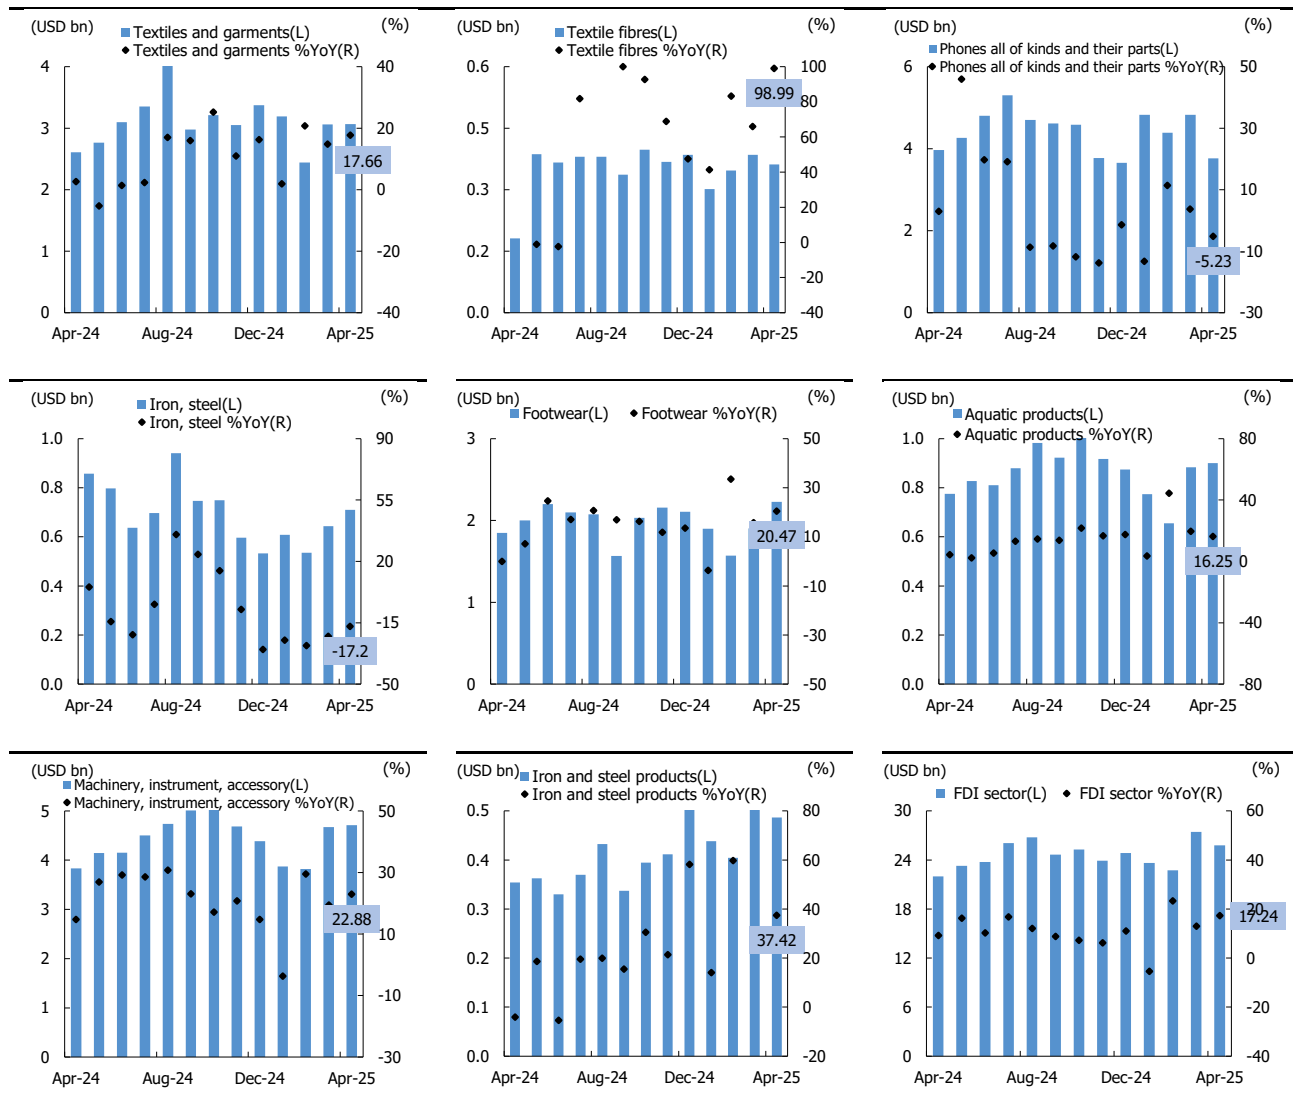 (USD bn)
(%)
Textiles and garments(L)
Textiles and garments %YoY(R)
4
3
2
1
0
40
20
0
-20
-40
17.66
Apr-24
Aug-24
Dec-24
Apr-25
(USD bn)
(%)
Textile fibres(L)
Textile fibres %YoY(R)
0.6
0.5
0.3
0.2
0.0
100
80
60
40
20
0
-20
-40
98.99
Apr-24
Aug-24
Dec-24
Apr-25
(USD bn)
(%)
Phones all of kinds and their parts(L)
Phones all of kinds and their parts %YoY(R)
6
4
2
0
50
30
10
-10
-30
-5.23
Apr-24
Aug-24
Dec-24
Apr-25
(USD bn)
(%)
Iron, steel(L)
Iron, steel %YoY(R)
1.0
0.8
0.6
0.4
0.2
0.0
90
55
20
-15
-50
-17.2
Apr-24
Aug-24
Dec-24
Apr-25
(USD bn)
(%)
Footwear(L)
Footwear %YoY(R)
3
2
1
0
50
30
10
-10
-30
-50
20.47
Apr-24
Aug-24
Dec-24
Apr-25
(USD bn)
(%)
Aquatic products(L)
Aquatic products %YoY(R)
1.0
0.8
0.6
0.4
0.2
0.0
80
40
0
-40
-80
16.25
Apr-24
Aug-24
Dec-24
Apr-25
(USD bn)
(%)
Machinery, instrument, accessory(L)
Machinery, instrument, accessory %YoY(R)
5
4
3
2
1
0
50
30
10
-10
-30
22.88
Apr-24
Aug-24
Dec-24
Apr-25
(USD bn)
(%)
Iron and steel products(L)
Iron and steel products %YoY(R)
0.5
0.4
0.3
0.2
0.1
0.0
80
60
40
20
0
-20
37.42
Apr-24
Aug-24
Dec-24
Apr-25
(USD bn)
(%)
FDI sector(L)
FDI sector %YoY(R)
30
24
18
12
6
0
60
40
20
0
-20
-40
17.24
Apr-24
Aug-24
Dec-24
Apr-25